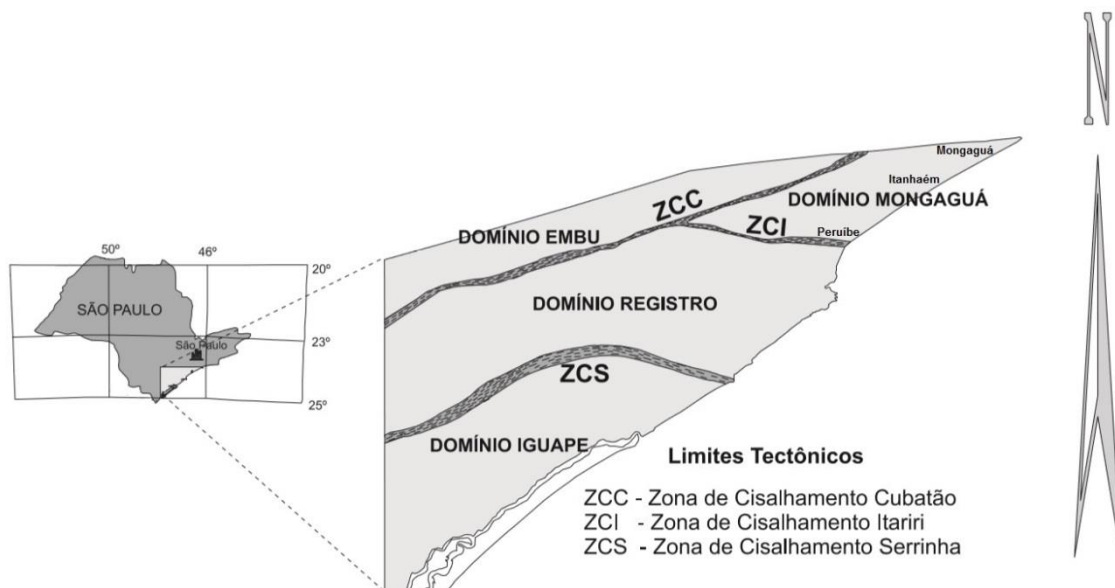 N
Mongaguá
Itanhaém
DOMÍNIO MONGAGUÁ
ZCC
ZCI
Peruíbe
DOMÍNIO EMBU
DOMÍNIO REGISTRO
50º
46º
20º
SÃO PAULO
São Paulo
23º
25º
ZCS
DOMÍNIO IGUAPE
Limites Tectônicos
ZCC - Zona de Cisalhamento Cubatão
ZCI - Zona de Cisalhamento Itariri
ZCS - Zona de Cisalhamento Serrinha